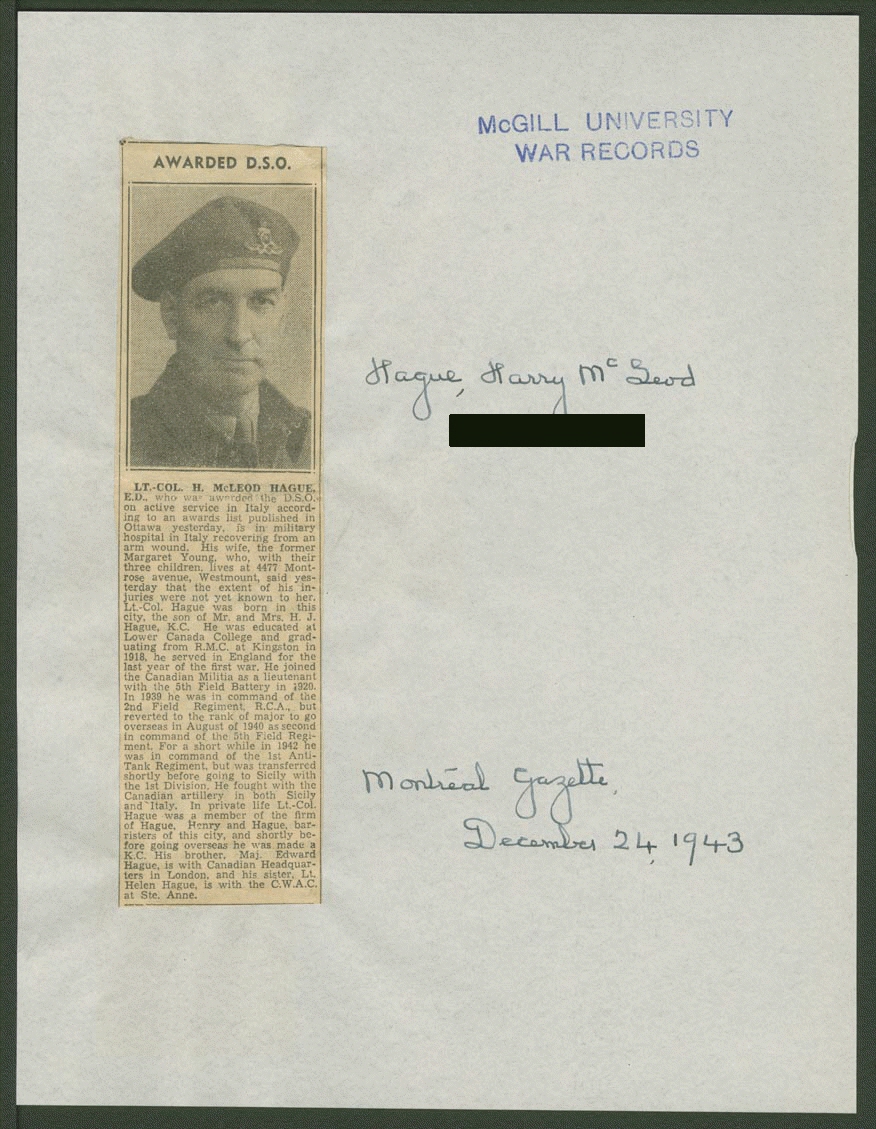 McGILL UNIVERSITY
WAR RECORDS
AWARDED D.S.O.
Hague, Harry McLeod
LT.-COL. H. McLEOD HAGUE,
E.D., who was awarded the D.S.O.
on active service in Italy accord-
ing to an awards list published in
Ottawa yesterday, is in military
hospital in Italy recovering from an
arm wound. His wife, the former
Margaret Young, who, with their
three children, lives at 4477 Mont-
rose avenue, Westmount, said yes-
terday that the extent of his in-
juries were not yet known to her.
Lt.-Col. Hague was born in this
city, the son of Mr. and Mrs. H. J.
Hague, K.C. He was educated at
Lower Canada College and grad-
uating from R.M.C. at Kingston in
1918, he served in England for the
last year of the first war. He joined
the Canadian Militia as a lieutenant
with the 5th Field Battery in 1920.
In 1939 he was in command of the
2nd Field Regiment, R.C.A., but
reverted to the rank of major to go
overseas in August of 1940 as second
in command of the 5th Field Regi-
ment. For a short while in 1942 he
was in command of the 1st Anti-
Tank Regiment, but was transferred
shortly before going to Sicily with
the 1st Division. He fought with the
Canadian artillery in both Sicily
and Italy. In private life Lt.-Col.
Hague was a member of the firm
of Hague, Henry and Hague, bar-
risters of this city, and shortly be-
fore going overseas he was made a
K.C. His brother, Maj. Edward
Hague, is with Canadian Headquar-
ters in London, and his sister, Lt.
Helen Hague, is with the C.W.A.C.
at Ste. Anne.
Montréal Gazette,
December 24, 1943